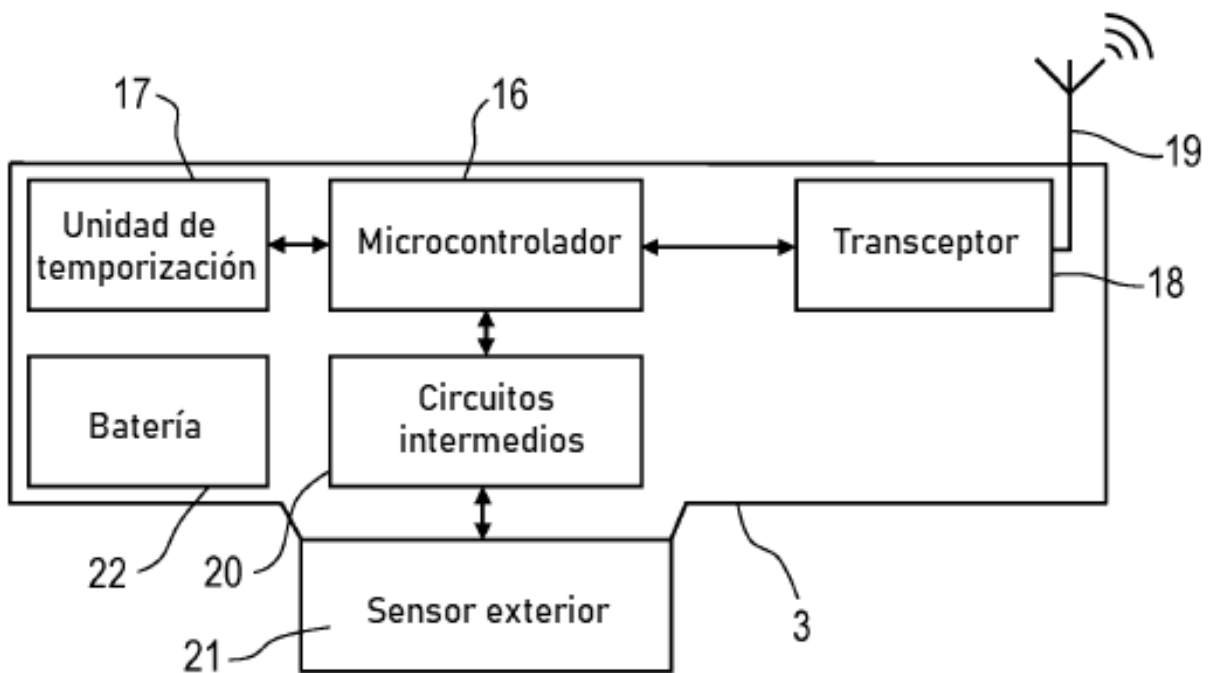 17
16
19
Unidad de
temporización
Microcontrolador
Transceptor
18
Batería
Circuitos
intermedios
22
20
Sensor exterior
3
21